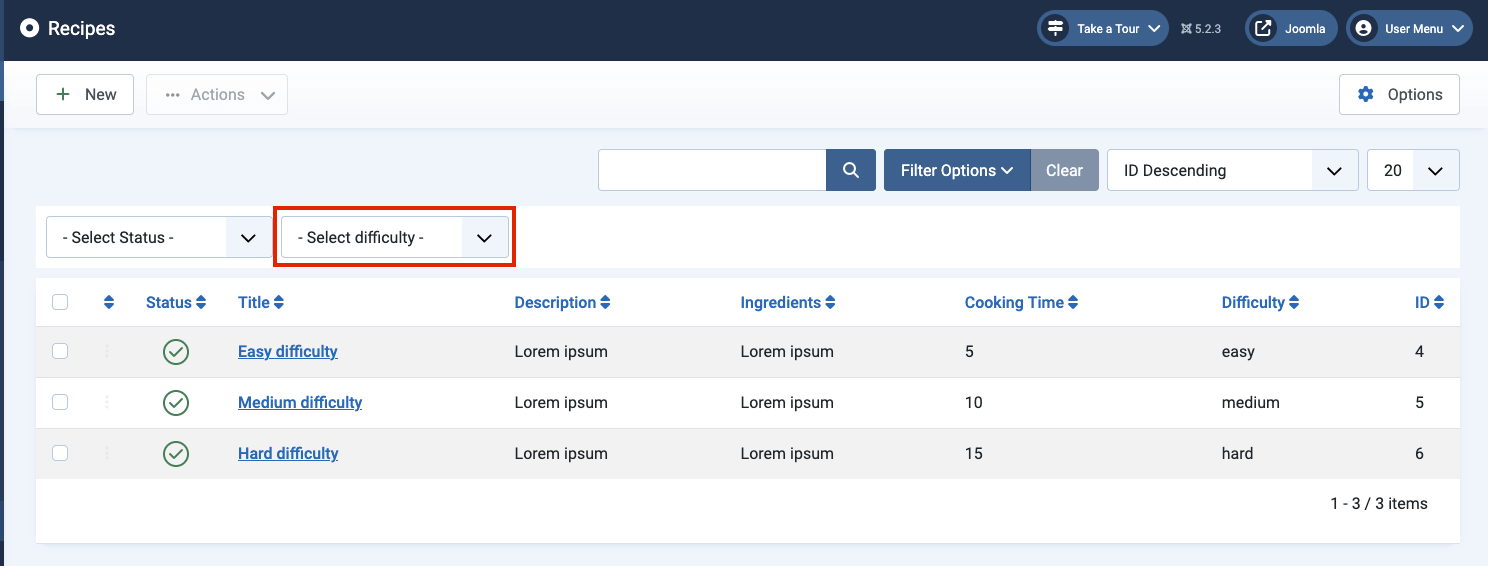 Recipes
Take a Tour
5.2.3
Joomla
User Menu
New
Actions
Options
Filter Options
Clear
ID Descending
20
- Select Status -
- Select difficulty -
Status Title Description Ingredients Cooking Time Difficulty ID
Easy difficulty Lorem ipsum Lorem ipsum 5 easy 4
Medium difficulty Lorem ipsum Lorem ipsum 10 medium 5
Hard difficulty Lorem ipsum Lorem ipsum 15 hard 6
1 - 3 / 3 items